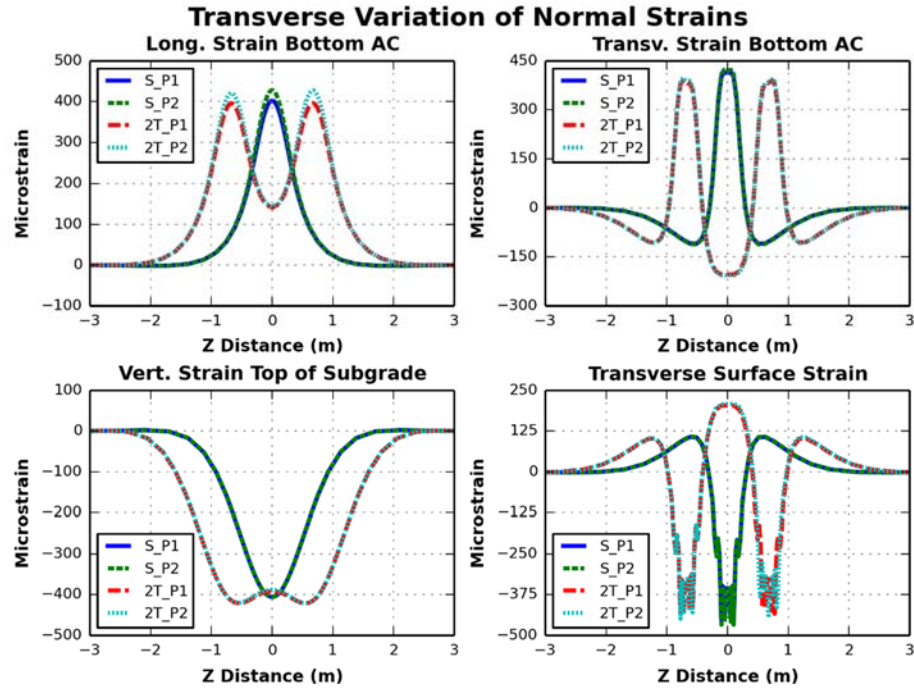 Transverse Variation of Normal Strains
Long. Strain Bottom AC
500
400
300
200
100
0
−100
Microstrain
S_P1
S_P2
2T_P1
2T_P2
−3 −2 −1 0 1 2 3
Z Distance (m)
Transv. Strain Bottom AC
450
300
150
0
−150
−300
Microstrain
S_P1
S_P2
2T_P1
2T_P2
−3 −2 −1 0 1 2 3
Z Distance (m)
Vert. Strain Top of Subgrade
100
0
−100
−200
−300
−400
−500
Microstrain
S_P1
S_P2
2T_P1
2T_P2
−3 −2 −1 0 1 2 3
Z Distance (m)
Transverse Surface Strain
250
125
0
−125
−250
−375
−500
Microstrain
S_P1
S_P2
2T_P1
2T_P2
−3 −2 −1 0 1 2 3
Z Distance (m)